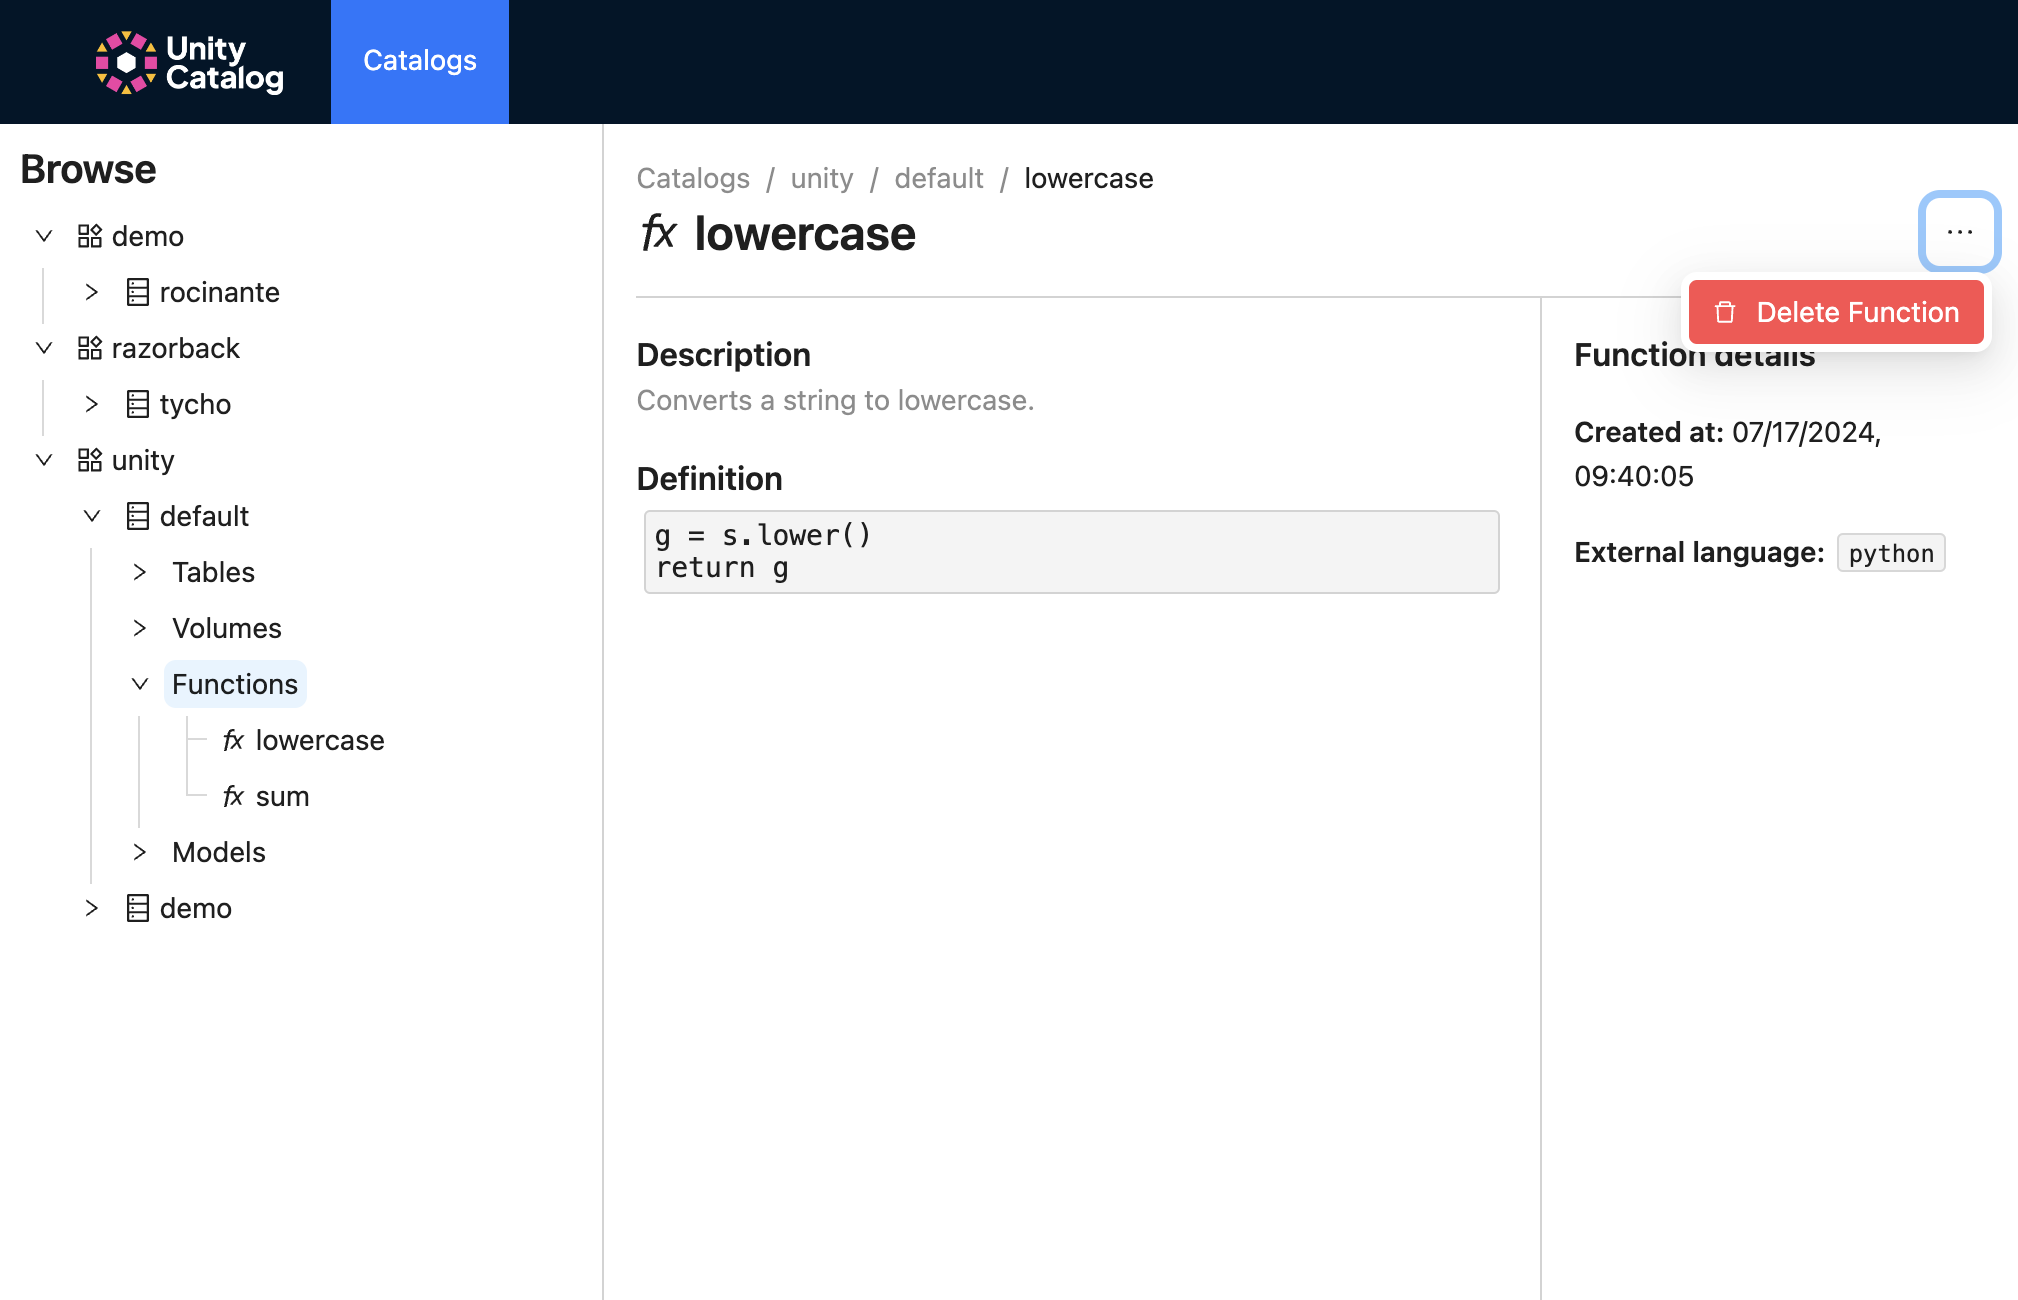 Unity
Catalog
Catalogs
Browse
demo
rocinante
razorback
tycho
unity
default
Tables
Volumes
Functions
fx lowercase
fx sum
Models
demo
Catalogs / unity / default / lowercase
fx lowercase
...
Delete Function
Description
Converts a string to lowercase.
Definition
g = s.lower()
return g
Function details
Created at: 07/17/2024,
09:40:05
External language: python